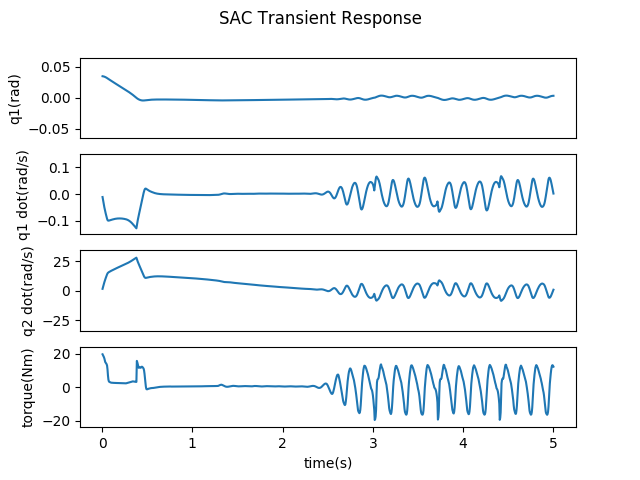 SAC Transient Response
q1(rad)
0.05
0.00
−0.05
q1 dot(rad/s)
0.1
0.0
−0.1
q2 dot(rad/s)
25
0
−25
torque(Nm)
20
0
−20
0 1 2 3 4 5
time(s)